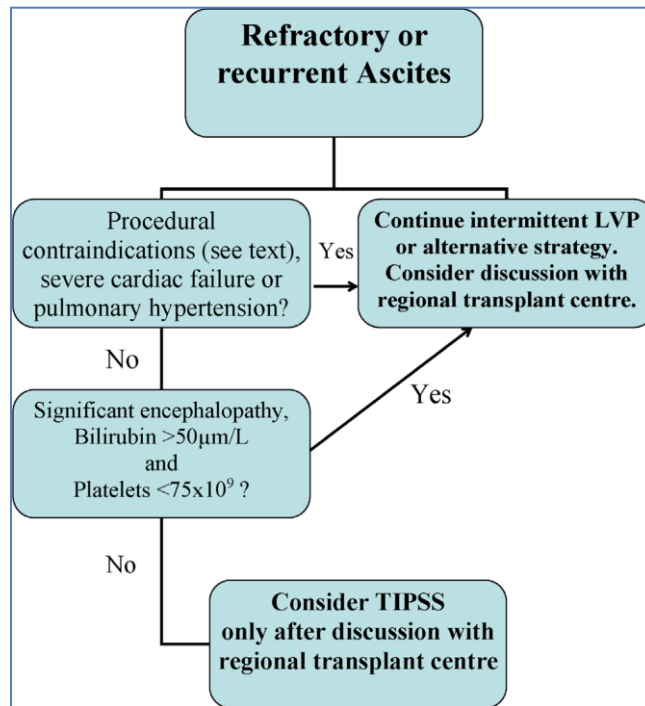 Refractory or
recurrent Ascites
Procedural
contraindications (see text),
severe cardiac failure or
pulmonary hypertension?
Yes
Continue intermittent LVP
or alternative strategy.
Consider discussion with
regional transplant centre.
No
Yes
Significant encephalopathy,
Bilirubin >50µm/L
and
Platelets <75x10⁹ ?
No
Consider TIPSS
only after discussion with
regional transplant centre